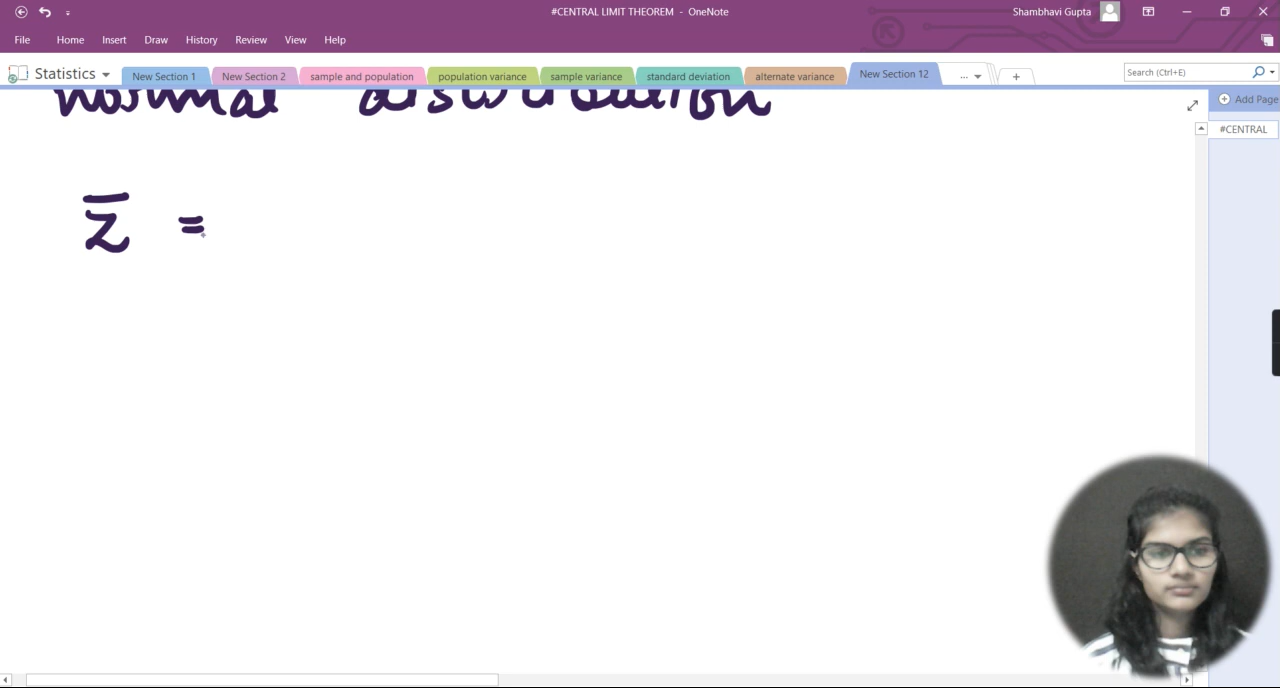 #CENTRAL LIMIT THEOREM - OneNote
Shambhavi Gupta
File Home Insert Draw History Review View Help
Statistics
New Section 1
New Section 2
sample and population
population variance
sample variance
standard deviation
alternate variance
New Section 12
...
+
Search (Ctrl+E)
Add Page
#CENTRAL
normal distribution
z̅ =